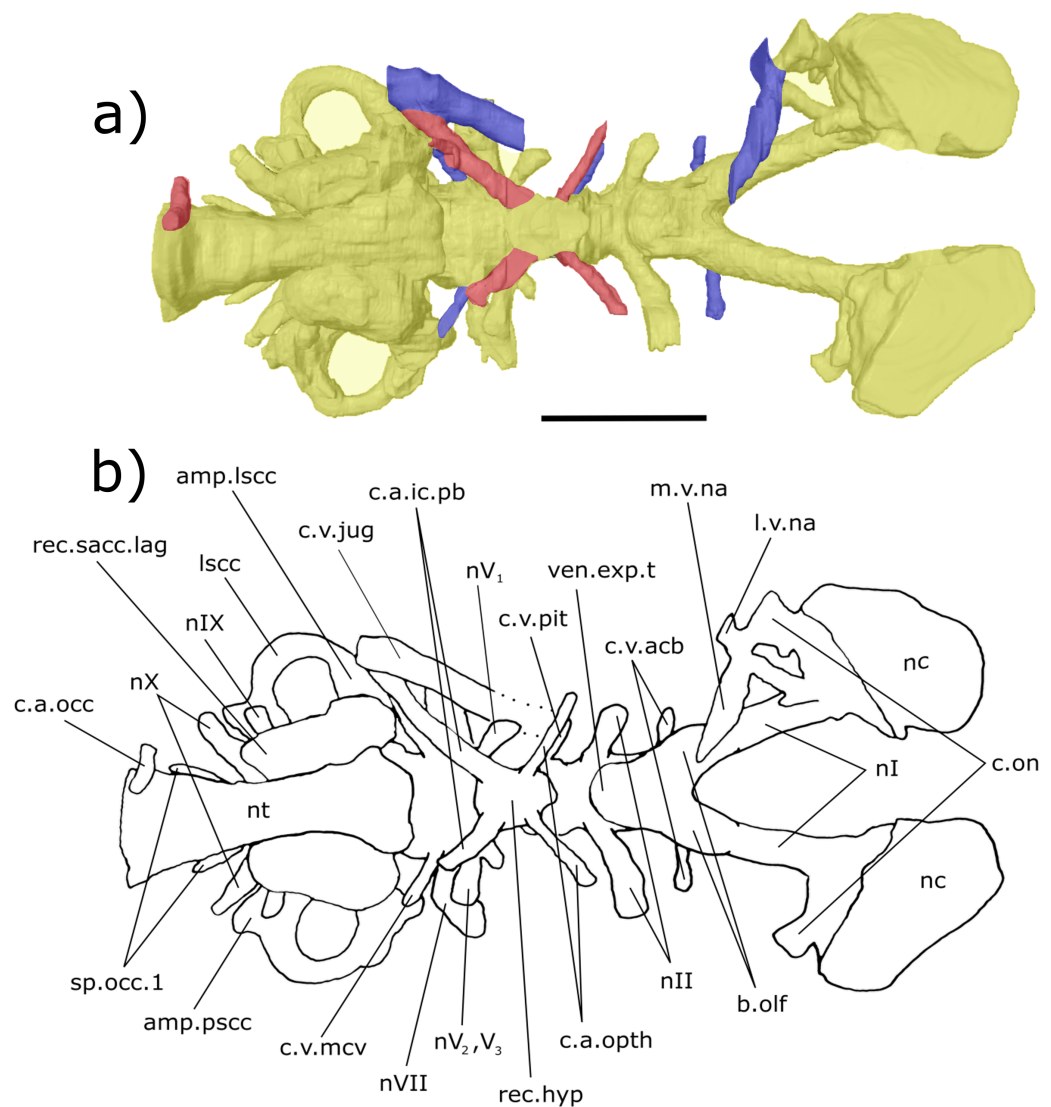 a)
b)
amp.lscc
c.a.ic.pb
m.v.na
c.v.jug
l.v.na
rec.sacc.lag
lscc
nV₁
ven.exp.t
nIX
c.v.pit
c.v.acb
nX
nc
c.a.occ
nI
c.on
nt
nc
sp.occ.1
nII
b.olf
amp.pscc
c.v.mcv
nV₂,V₃
c.a.opth
nVII
rec.hyp